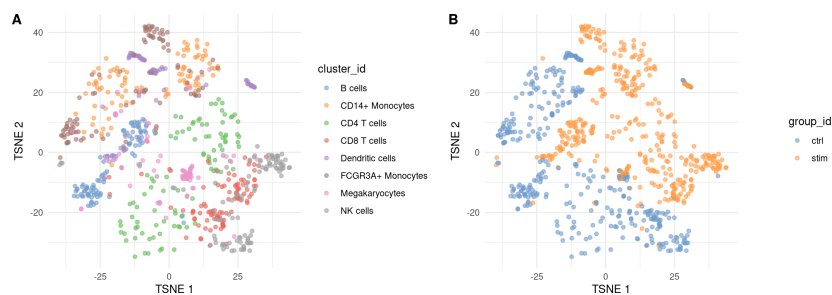 A
40
20
0
-20
TSNE 2
-25
0
25
TSNE 1
cluster_id
B cells
CD14+ Monocytes
CD4 T cells
CD8 T cells
Dendritic cells
FCGR3A+ Monocytes
Megakaryocytes
NK cells
B
40
20
0
-20
TSNE 2
-25
0
25
TSNE 1
group_id
ctrl
stim